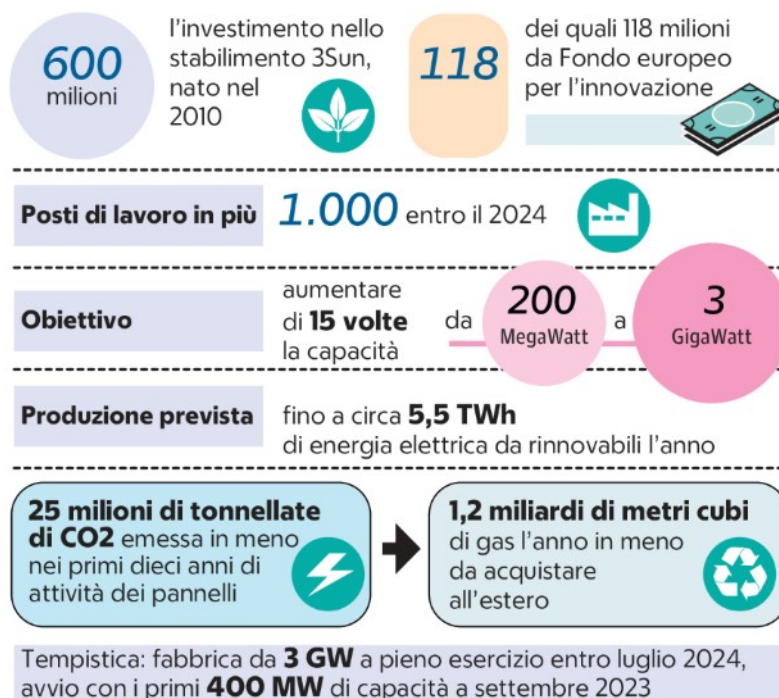 600
milioni
l'investimento nello
stabilimento 3Sun,
nato nel
2010
118
dei quali 118 milioni
da Fondo europeo
per l'innovazione
Posti di lavoro in più
1.000 entro il 2024
Obiettivo
aumentare
di 15 volte
la capacità
da
200
MegaWatt
a
3
GigaWatt
Produzione prevista
fino a circa 5,5 TWh
di energia elettrica da rinnovabili l'anno
25 milioni di tonnellate
di CO2 emessa in meno
nei primi dieci anni di
attività dei pannelli
1,2 miliardi di metri cubi
di gas l'anno in meno
da acquistare
all'estero
Tempistica: fabbrica da 3 GW a pieno esercizio entro luglio 2024,
avvio con i primi 400 MW di capacità a settembre 2023